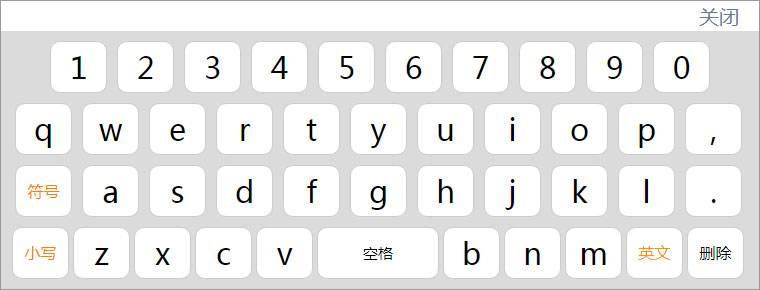 关闭
1 2 3 4 5 6 7 8 9 0
q w e r t y u i o p ,
符号 a s d f g h j k l .
小写 z x c v 空格 b n m 英文 删除